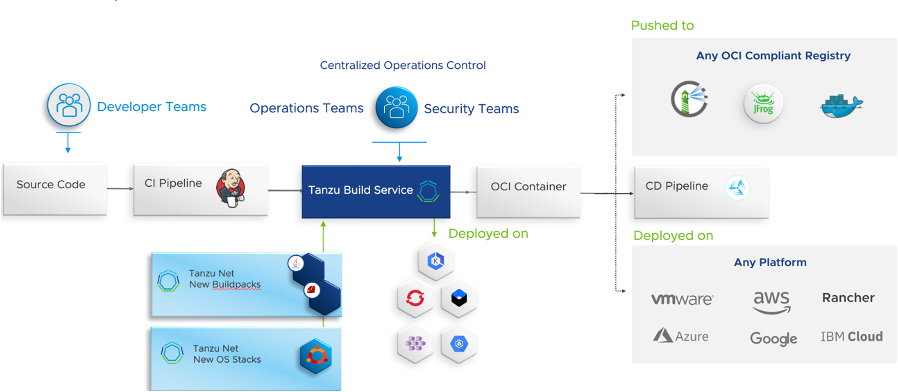 Pushed to
Any OCI Compliant Registry
JFrog
Centralized Operations Control
Developer Teams
Operations Teams
Security Teams
Source Code
CI Pipeline
Tanzu Build Service
OCI Container
CD Pipeline
Deployed on
Tanzu Net
New Buildpacks
Tanzu Net
New OS Stacks
K
Deployed on
Any Platform
vmware
aws
Rancher
Azure
Google
IBM Cloud